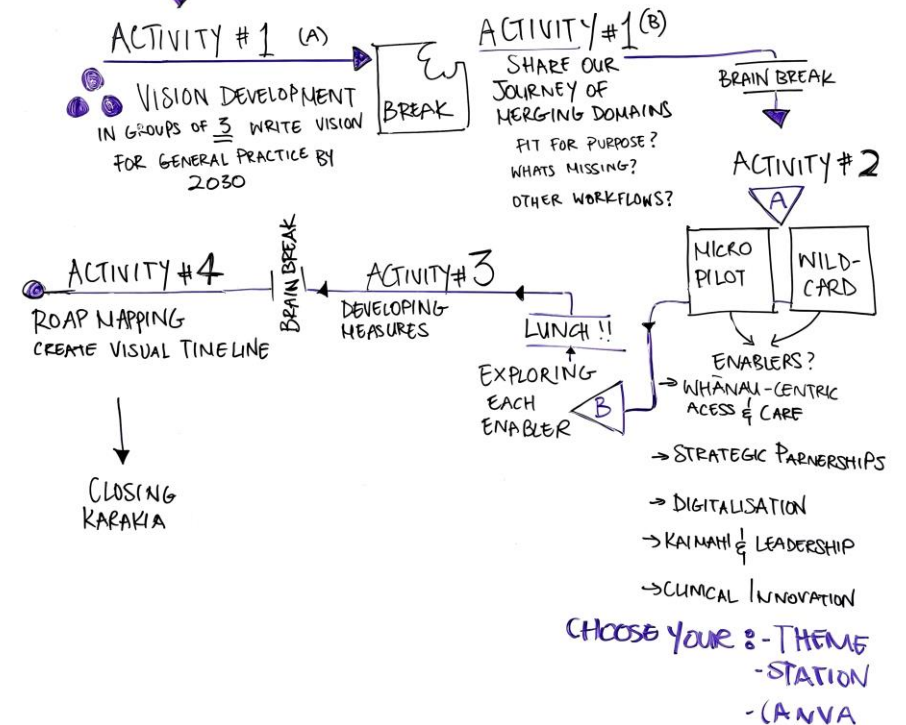 ACTIVITY #1 (A)
VISION DEVELOPMENT
IN GROUPS OF 3 WRITE VISION
FOR GENERAL PRACTICE BY
2030
BREAK
ACTIVITY #1 (B)
SHARE OUR
JOURNEY OF
MERGING DOMAINS
FIT FOR PURPOSE?
WHATS MISSING?
OTHER WORKFLOWS?
BRAIN BREAK
ACTIVITY #2
A
MICRO
PILOT
WILD-
CARD
ENABLERS?
→ WHĀNAU-CENTRIC
ACESS & CARE
→ STRATEGIC PARNERSHIPS
→ DIGITALISATION
→ KAIMAHI & LEADERSHIP
→ CLINICAL INNOVATION
CHOOSE YOUR :- THEME
- STATION
- CANVA
B
EXPLORING
EACH
ENABLER
LUNCH !!
ACTIVITY #3
DEVELOPING
MEASURES
BRAIN BREAK
ACTIVITY #4
ROAP MAPPING
CREATE VISUAL TIMELINE
CLOSING
KARAKIA